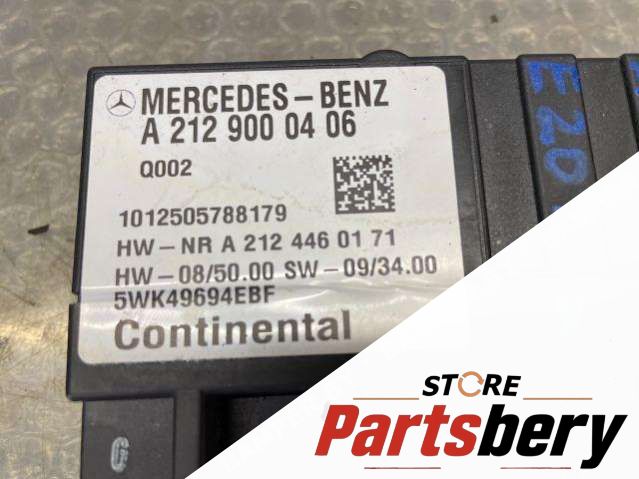 MERCEDES-BENZ
A 212 900 04 06
Q002
1012505788179
HW-NR A 212 446 01 71
HW-08/50.00 SW-09/34.00
5WK49694EBF
Continental
E 20
STORE
Partsbery